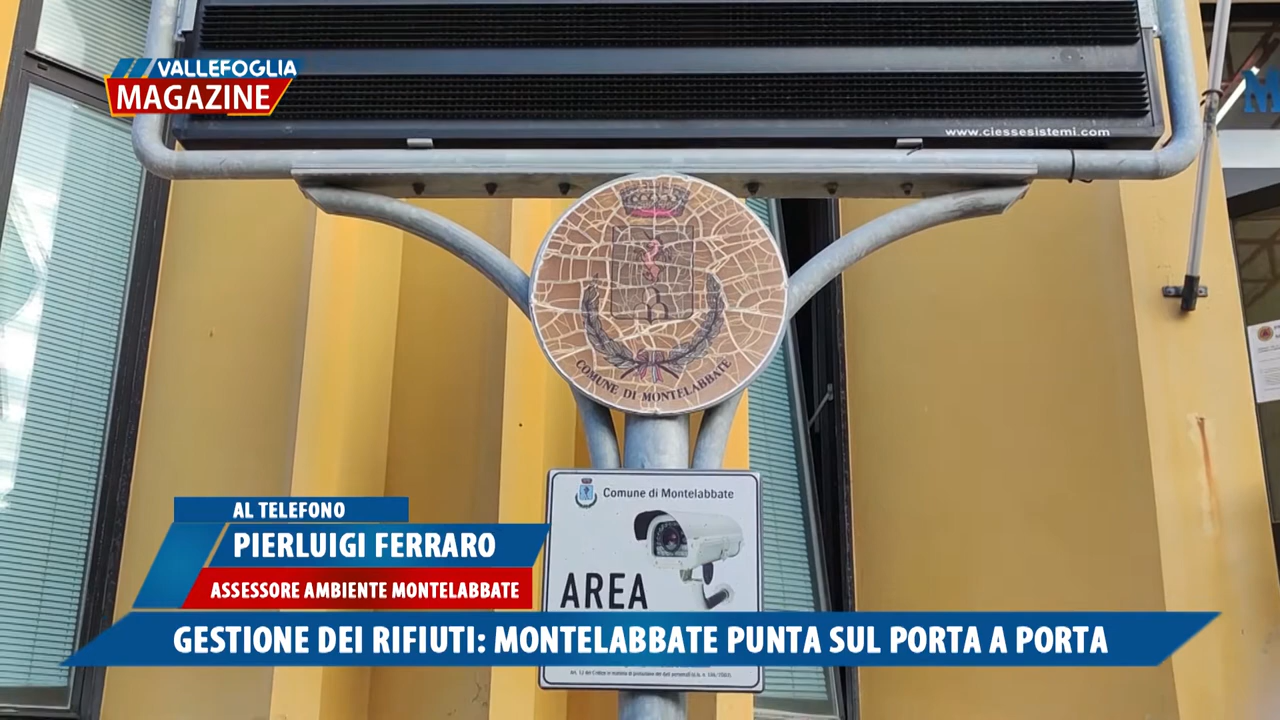 VALLEFOGLIA
MAGAZINE
www.ciessesistemi.com
M
COMUNE DI MONTELABBATE
Comune di Montelabbate
AREA
AL TELEFONO
PIERLUIGI FERRARO
ASSESSORE AMBIENTE MONTELABBATE
GESTIONE DEI RIFIUTI: MONTELABBATE PUNTA SUL PORTA A PORTA